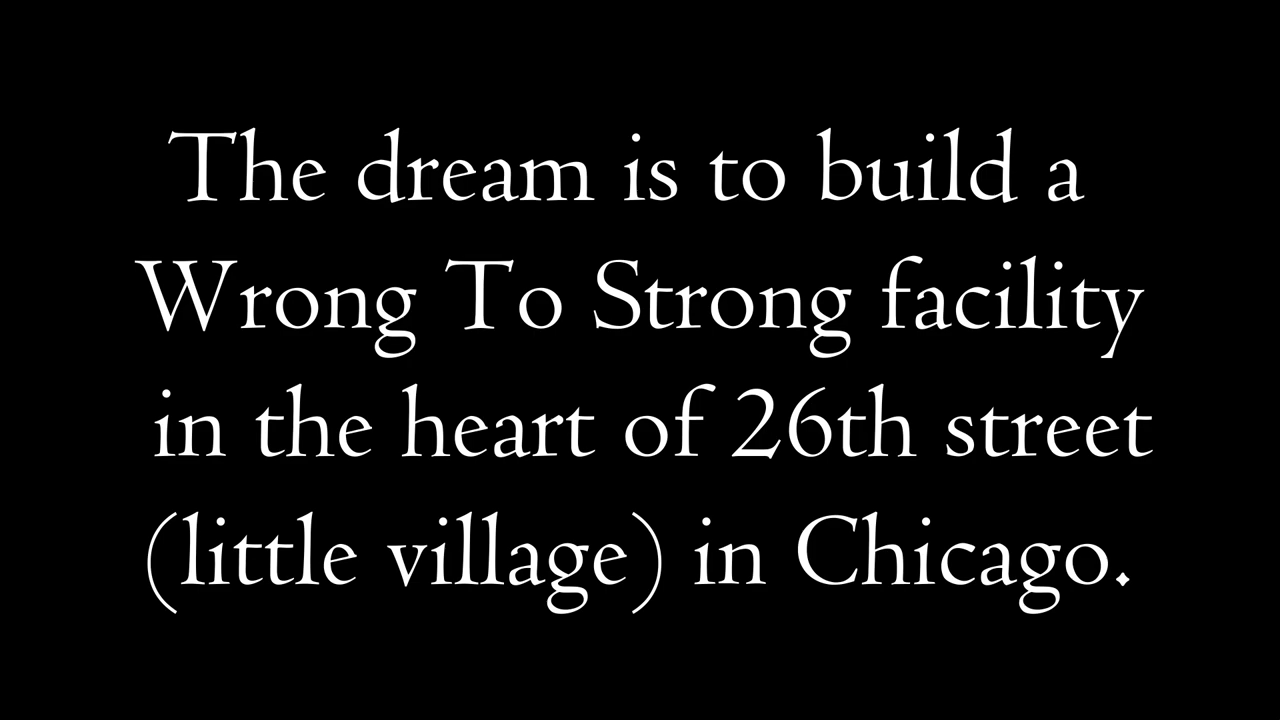 The dream is to build a
Wrong To Strong facility
in the heart of 26th street
(little village) in Chicago.